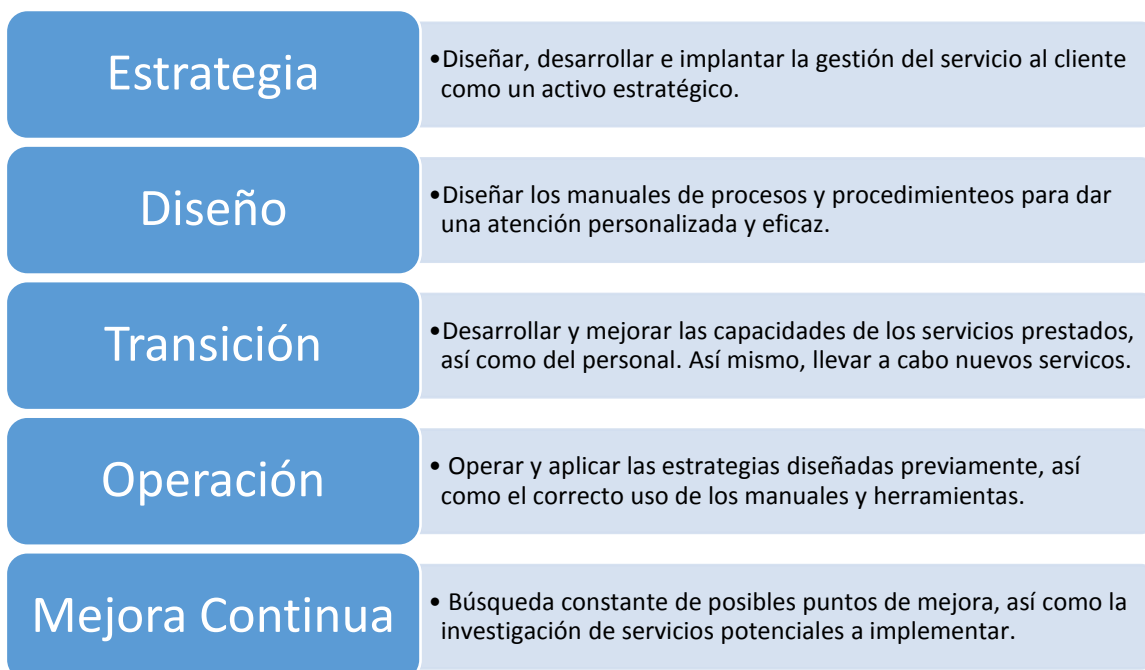 Estrategia
•Diseñar, desarrollar e implantar la gestión del servicio al cliente
como un activo estratégico.
Diseño
•Diseñar los manuales de procesos y procedimienteos para dar
una atención personalizada y eficaz.
Transición
•Desarrollar y mejorar las capacidades de los servicios prestados,
así como del personal. Así mismo, llevar a cabo nuevos servicos.
Operación
• Operar y aplicar las estrategias diseñadas previamente, así
como el correcto uso de los manuales y herramientas.
Mejora Continua
• Búsqueda constante de posibles puntos de mejora, así como la
investigación de servicios potenciales a implementar.